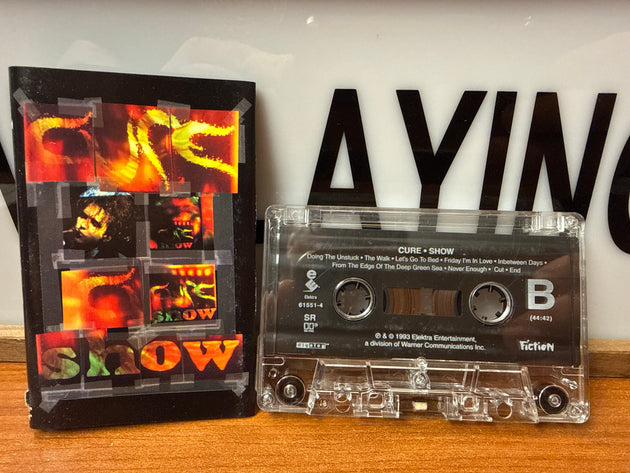 AYING
cure
show
show
show
CURE • SHOW
Doing The Unstuck • The Walk • Let's Go To Bed • Friday I'm In Love • Inbetween Days •
From The Edge Of The Deep Green Sea • Never Enough • Cut • End
e
Elektra
61551-4
SR
B
(44:42)
℗ & © 1993 Elektra Entertainment,
a division of Warner Communications Inc.
Fiction